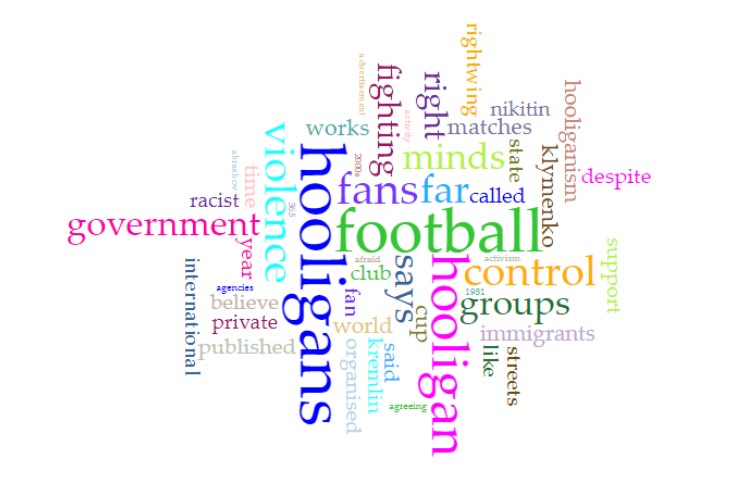 rightwing
advertisement
fighting
right
activity
nikitin
hooliganism
works
matches
violence
hooligans
2000s
minds
state
klymenko
abrashov
time
fans
far
called
despite
racist
365
government
football
year
afraid
activism
says
hooligan
control
support
international
agencies
club
believe
fan
1981
groups
private
cup
world
immigrants
published
organised
kremlin
said
like
streets
agreeing